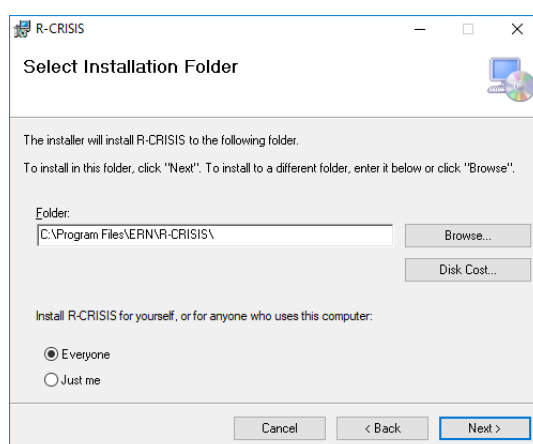 R-CRISIS
Select Installation Folder
The installer will install R-CRISIS to the following folder.
To install in this folder, click "Next". To install to a different folder, enter it below or click "Browse".
Folder:
C:\Program Files\ERN\R-CRISIS\
Browse...
Disk Cost...
Install R-CRISIS for yourself, or for anyone who uses this computer:
Everyone
Just me
Cancel
< Back
Next >